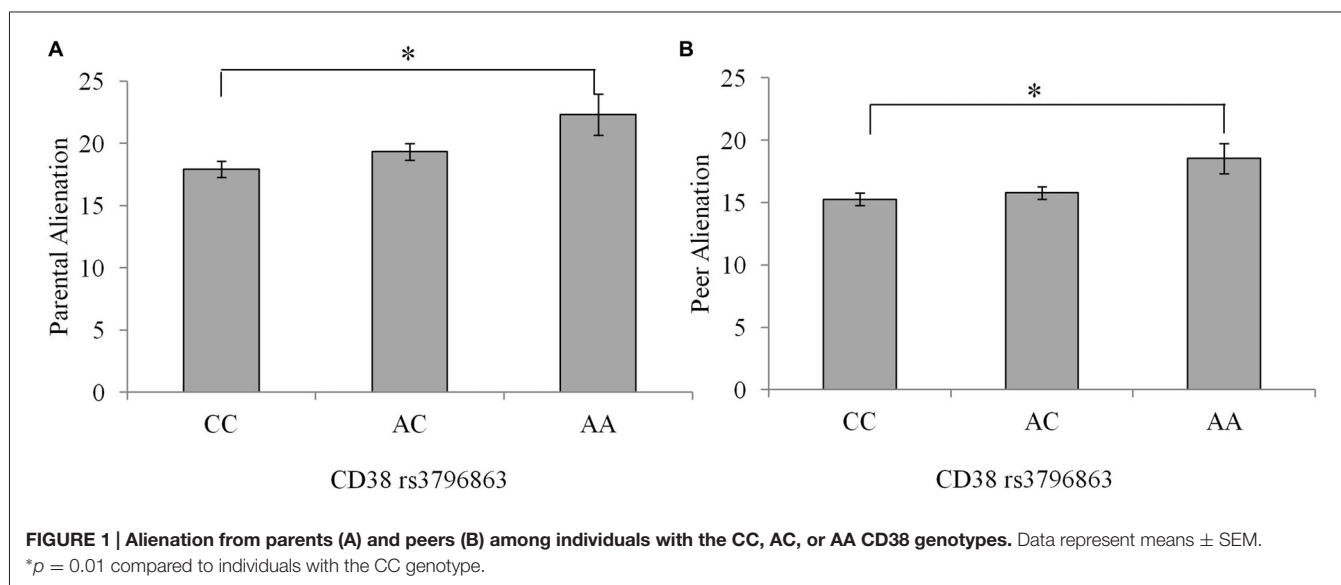 A
*
Parental Alienation
25
20
15
10
5
0
CC AC AA
CD38 rs3796863
B
*
Peer Alienation
25
20
15
10
5
0
CC AC AA
CD38 rs3796863
FIGURE 1 | Alienation from parents (A) and peers (B) among individuals with the CC, AC, or AA CD38 genotypes. Data represent means ± SEM.
*p = 0.01 compared to individuals with the CC genotype.